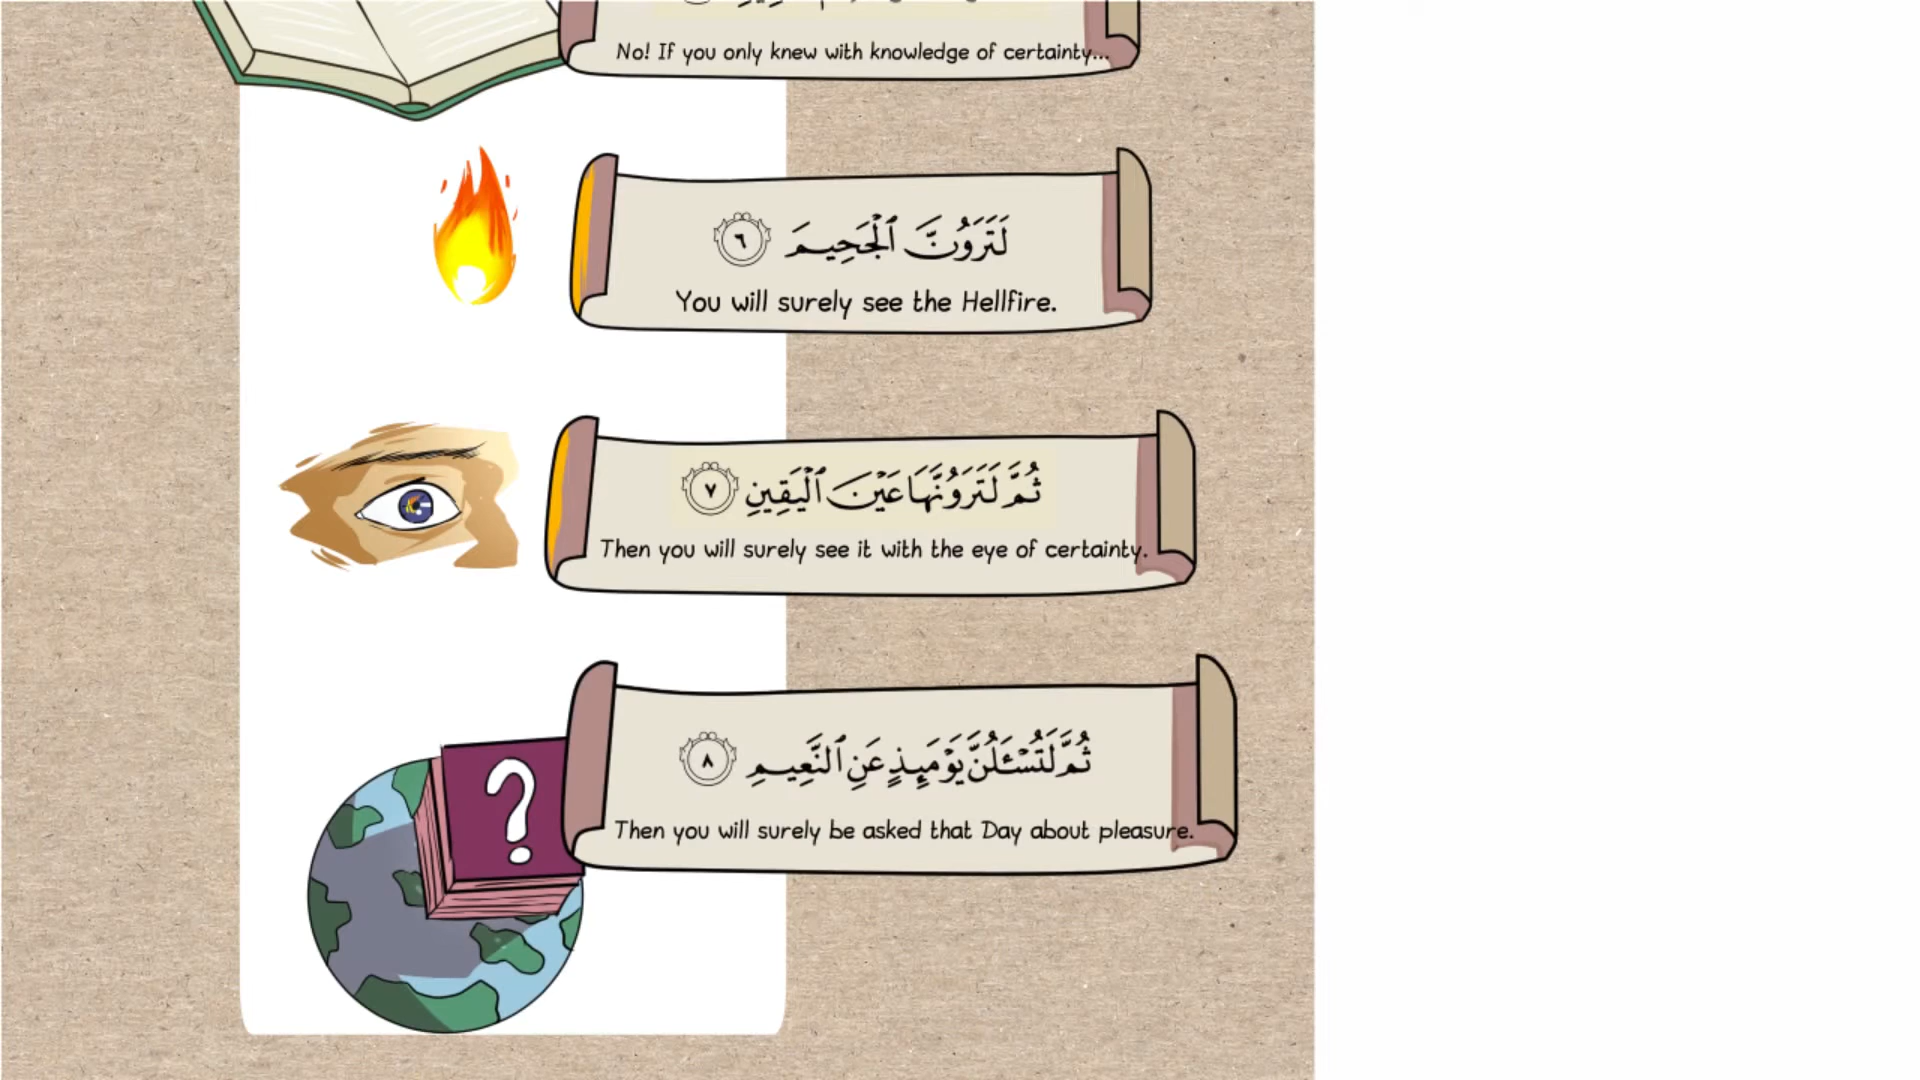 No! If you only knew with knowledge of certainty...
لَتَرَوُنَّ ٱلْجَحِيمَ ٦
You will surely see the Hellfire.
ثُمَّ لَتَرَوُنَّهَا عَيْنَ ٱلْيَقِينِ ٧
Then you will surely see it with the eye of certainty.
ثُمَّ لَتُسْـَٔلُنَّ يَوْمَئِذٍ عَنِ ٱلنَّعِيمِ ٨
Then you will surely be asked that Day about pleasure.
?